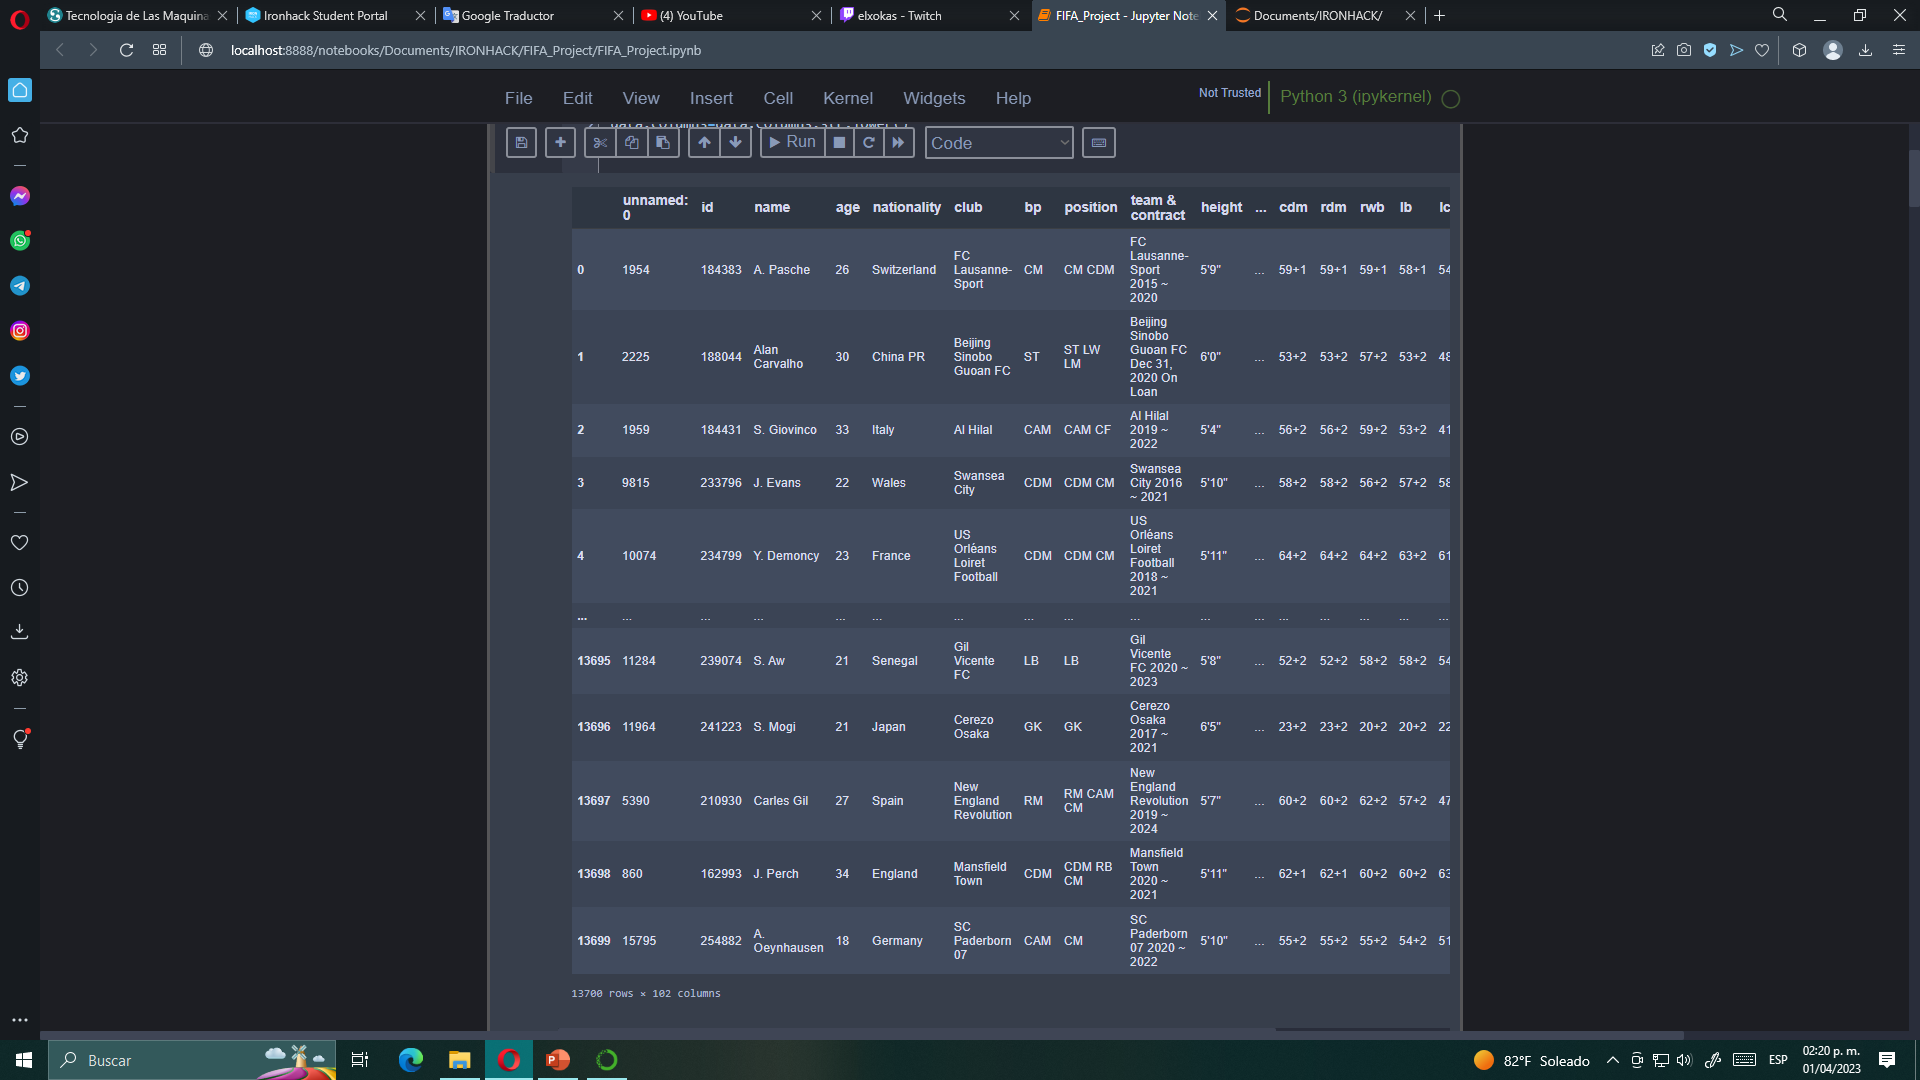 Tecnologia de Las Maquina
Ironhack Student Portal
Google Traductor
(4) YouTube
elxokas - Twitch
FIFA_Project - Jupyter Note
Documents/IRONHACK/
localhost:8888/notebooks/Documents/IRONHACK/FIFA_Project/FIFA_Project.ipynb
File Edit View Insert Cell Kernel Widgets Help
Not Trusted
Python 3 (ipykernel)
Run
Code
unnamed: 0 id name age nationality club bp position team & contract height ... cdm rdm rwb lb lc
0 1954 184383 A. Pasche 26 Switzerland FC Lausanne-Sport CM CM CDM FC Lausanne-Sport 2015 ~ 2020 5'9" ... 59+1 59+1 59+1 58+1 54
1 2225 188044 Alan Carvalho 30 China PR Beijing Sinobo Guoan FC ST ST LW LM Beijing Sinobo Guoan FC Dec 31, 2020 On Loan 6'0" ... 53+2 53+2 57+2 53+2 48
2 1959 184431 S. Giovinco 33 Italy Al Hilal CAM CAM CF Al Hilal 2019 ~ 2022 5'4" ... 56+2 56+2 59+2 53+2 41
3 9815 233796 J. Evans 22 Wales Swansea City CDM CDM CM Swansea City 2016 ~ 2021 5'10" ... 58+2 58+2 56+2 57+2 58
4 10074 234799 Y. Demoncy 23 France US Orléans Loiret Football CDM CDM CM US Orléans Loiret Football 2018 ~ 2021 5'11" ... 64+2 64+2 64+2 63+2 61
... ... ... ... ... ... ... ... ... ... ... ... ... ... ... ... ...
13695 11284 239074 S. Aw 21 Senegal Gil Vicente FC LB LB Gil Vicente FC 2020 ~ 2023 5'8" ... 52+2 52+2 58+2 58+2 54
13696 11964 241223 S. Mogi 21 Japan Cerezo Osaka GK GK Cerezo Osaka 2017 ~ 2021 6'5" ... 23+2 23+2 20+2 20+2 22
13697 5390 210930 Carles Gil 27 Spain New England Revolution RM RM CAM CM New England Revolution 2019 ~ 2024 5'7" ... 60+2 60+2 62+2 57+2 47
13698 860 162993 J. Perch 34 England Mansfield Town CDM CDM RB CM Mansfield Town 2020 ~ 2021 5'11" ... 62+1 62+1 60+2 60+2 63
13699 15795 254882 A. Oeynhausen 18 Germany SC Paderborn 07 CAM CM SC Paderborn 07 2020 ~ 2022 5'10" ... 55+2 55+2 55+2 54+2 51
13700 rows × 102 columns
Buscar
82°F Soleado
ESP
02:20 p. m.
01/04/2023